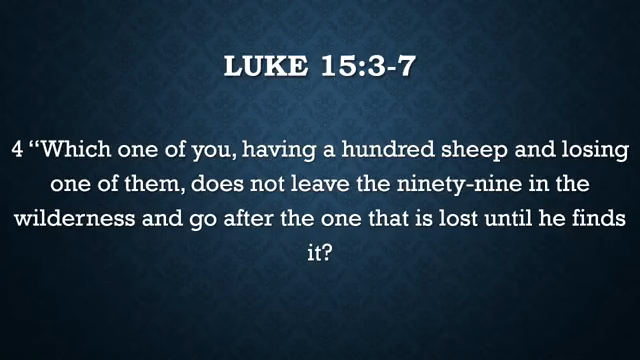 LUKE 15:3-7
4 “Which one of you, having a hundred sheep and losing
one of them, does not leave the ninety-nine in the
wilderness and go after the one that is lost until he finds
it?